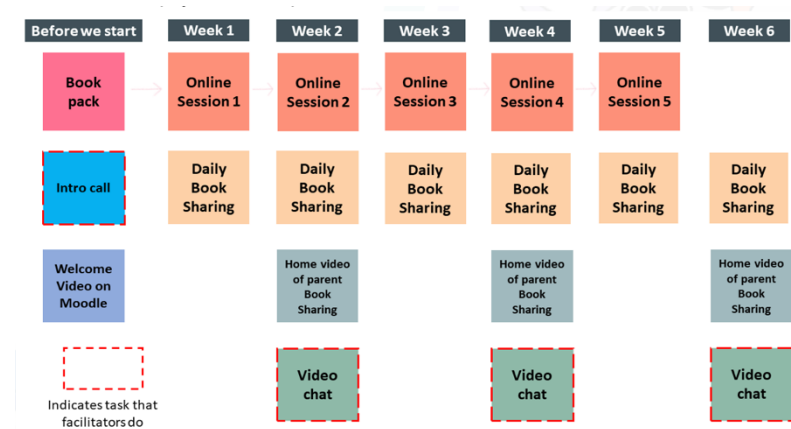 Before we start
Week 1
Week 2
Week 3
Week 4
Week 5
Week 6
Book
pack
Online
Session 1
Online
Session 2
Online
Session 3
Online
Session 4
Online
Session 5
Intro call
Daily
Book
Sharing
Daily
Book
Sharing
Daily
Book
Sharing
Daily
Book
Sharing
Daily
Book
Sharing
Daily
Book
Sharing
Welcome
Video on
Moodle
Home video
of parent
Book
Sharing
Home video
of parent
Book
Sharing
Home video
of parent
Book
Sharing
Indicates task that
facilitators do
Video
chat
Video
chat
Video
chat